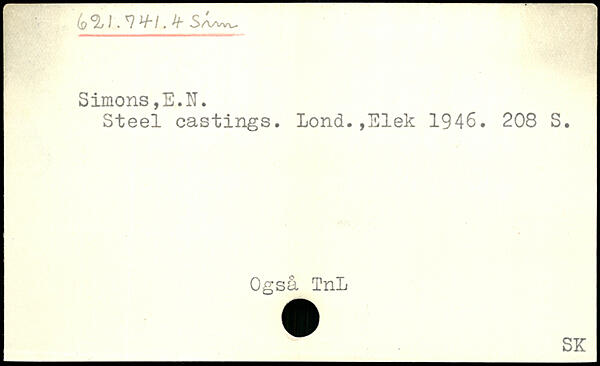 621.741.4 Sim
Simons,E.N.
Steel castings. Lond.,Elek 1946. 208 S.
Også TnL
SK